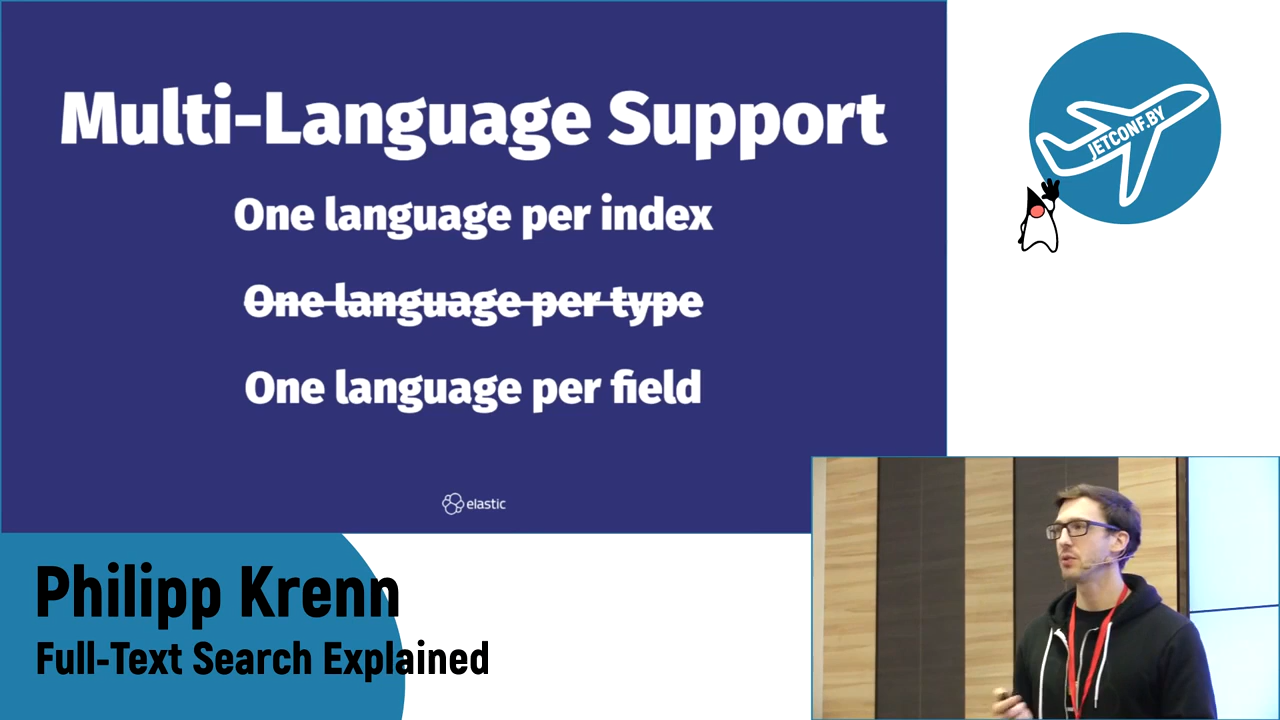 Multi-Language Support
One language per index
One language per type
One language per field
elastic
JETCONF.BY
Philipp Krenn
Full-Text Search Explained